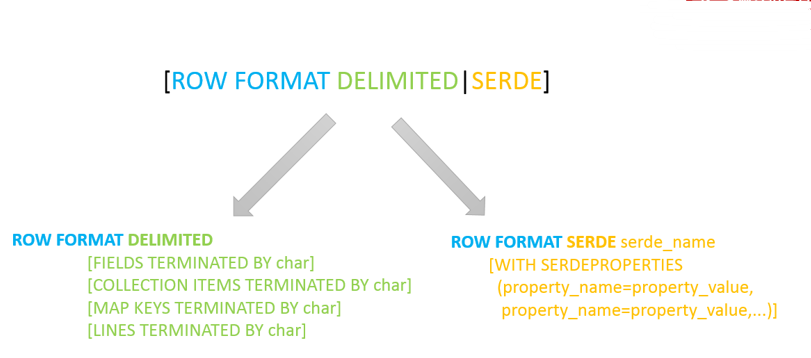 [ROW FORMAT DELIMITED|SERDE]
ROW FORMAT DELIMITED
[FIELDS TERMINATED BY char]
[COLLECTION ITEMS TERMINATED BY char]
[MAP KEYS TERMINATED BY char]
[LINES TERMINATED BY char]
ROW FORMAT SERDE serde_name
[WITH SERDEPROPERTIES
(property_name=property_value,
property_name=property_value,...)]